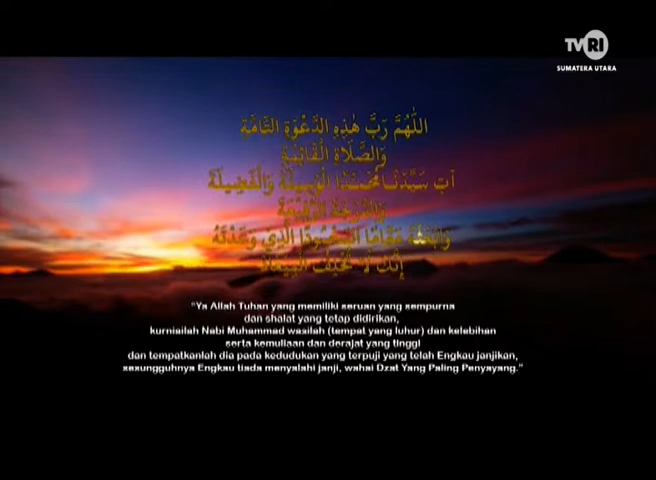 TVRI
SUMATERA UTARA
اللّٰهُمَّ رَبَّ هٰذِهِ الدَّعْوَةِ التَّامَّةِ
وَالصَّلَاةِ الْقَائِمَةِ
آتِ سَيِّدَنَا مُحَمَّدًا الْوَسِيلَةَ وَالْفَضِيلَةَ
وَالدَّرَجَةَ الرَّفِيعَةَ
وَابْعَثْهُ مَقَامًا الَّذِي وَعَدْتَهُ
إِنَّكَ لَا تُخْلِفُ الْمِيعَادَ
"Ya Allah Tuhan yang memiliki seruan yang sempurna
dan shalat yang tetap didirikan,
kurniailah Nabi Muhammad wasilah (tempat yang luhur) dan kelebihan
serta kemuliaan dan derajat yang tinggi
dan tempatkanlah dia pada kedudukan yang terpuji yang telah Engkau janjikan,
sesungguhnya Engkau tiada menyalahi janji, wahai Dzat Yang Paling Penyayang."